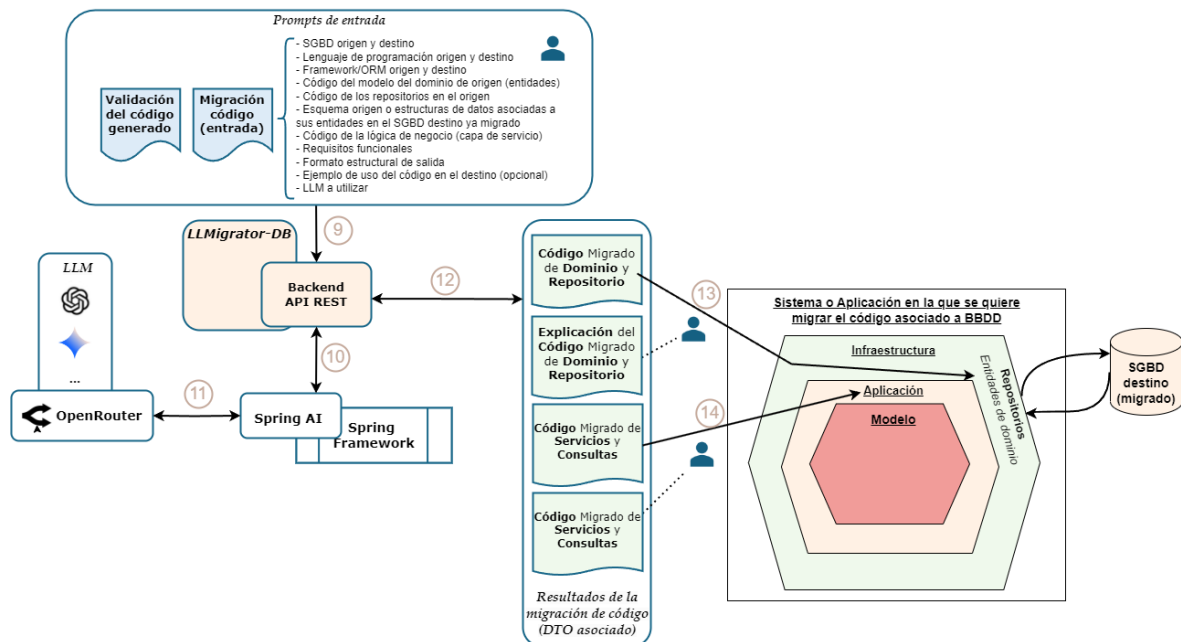 Prompts de entrada
Validación
del código
generado
Migración
código
(entrada)
- SGBD origen y destino
- Lenguaje de programación origen y destino
- Framework/ORM origen y destino
- Código del modelo del dominio de origen (entidades)
- Código de los repositorios en el origen
- Esquema origen o estructuras de datos asociadas a
sus entidades en el SGBD destino ya migrado
- Código de la lógica de negocio (capa de servicio)
- Requisitos funcionales
- Formato estructural de salida
- Ejemplo de uso del código en el destino (opcional)
- LLM a utilizar
9
LLMigrator-DB
Backend
API REST
LLM
...
OpenRouter
11
10
Spring AI
Spring
Framework
12
Código Migrado
de Dominio y
Repositorio
Explicación del
Código Migrado
de Dominio y
Repositorio
Código Migrado de
Servicios y
Consultas
Código Migrado de
Servicios y
Consultas
Resultados de la
migración de código
(DTO asociado)
13
14
Sistema o Aplicación en la que se quiere
migrar el código asociado a BBDD
Infraestructura
Aplicación
Modelo
Repositorios
Entidades de dominio
SGBD
destino
(migrado)